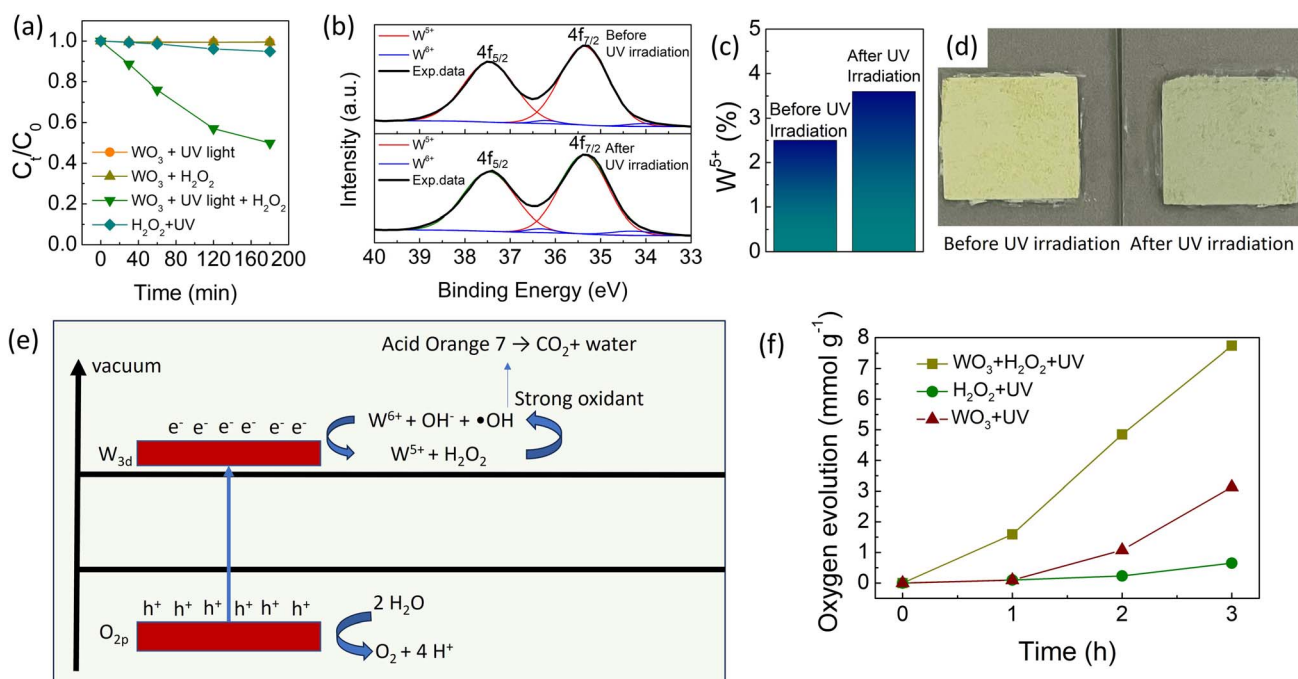 (a)
C_t/C_0
1.0
0.8
0.6
0.4
0.2
0.0
WO₃ + UV light
WO₃ + H₂O₂
WO₃ + UV light + H₂O₂
H₂O₂+UV
0 40 80 120 160 200
Time (min)
(b)
Intensity (a.u.)
W⁵⁺
W⁶⁺
Exp.data
4f₅/₂
4f₇/₂
Before
UV irradiation
W⁵⁺
W⁶⁺
Exp.data
4f₅/₂
4f₇/₂
After
UV irradiation
40 39 38 37 36 35 34 33
Binding Energy (eV)
(c)
W⁵⁺ (%)
5
4
3
2
1
0
Before UV
Irradiation
After UV
Irradiation
(d)
Before UV irradiation
After UV irradiation
(e)
vacuum
Acid Orange 7 → CO₂+ water
Strong oxidant
e⁻ e⁻ e⁻ e⁻ e⁻ e⁻
W⁶⁺ + OH⁻ + •OH
W₃d
W⁵⁺ + H₂O₂
h⁺ h⁺ h⁺ h⁺ h⁺ h⁺
2 H₂O
O₂p
O₂ + 4 H⁺
(f)
Oxygen evolution (mmol g⁻¹)
8
7
6
5
4
3
2
1
0
WO₃+H₂O₂+UV
H₂O₂+UV
WO₃+UV
0 1 2 3
Time (h)